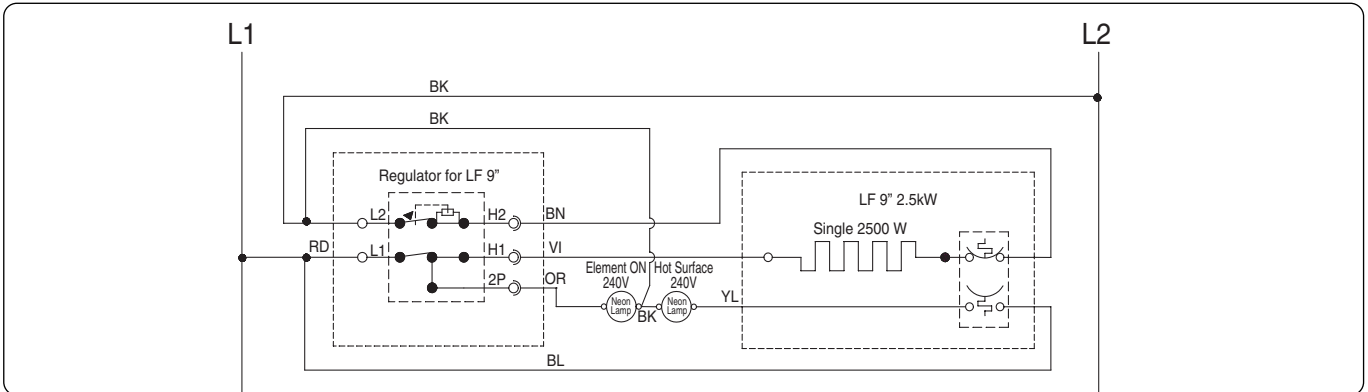 L1
L2
BK
BK
Regulator for LF 9”
LF 9” 2.5kW
L2
H2
BN
Single 2500 W
RD
L1
H1
VI
Element ON
240V
Hot Surface
240V
2P
OR
Neon
Lamp
BK
Neon
Lamp
YL
BL